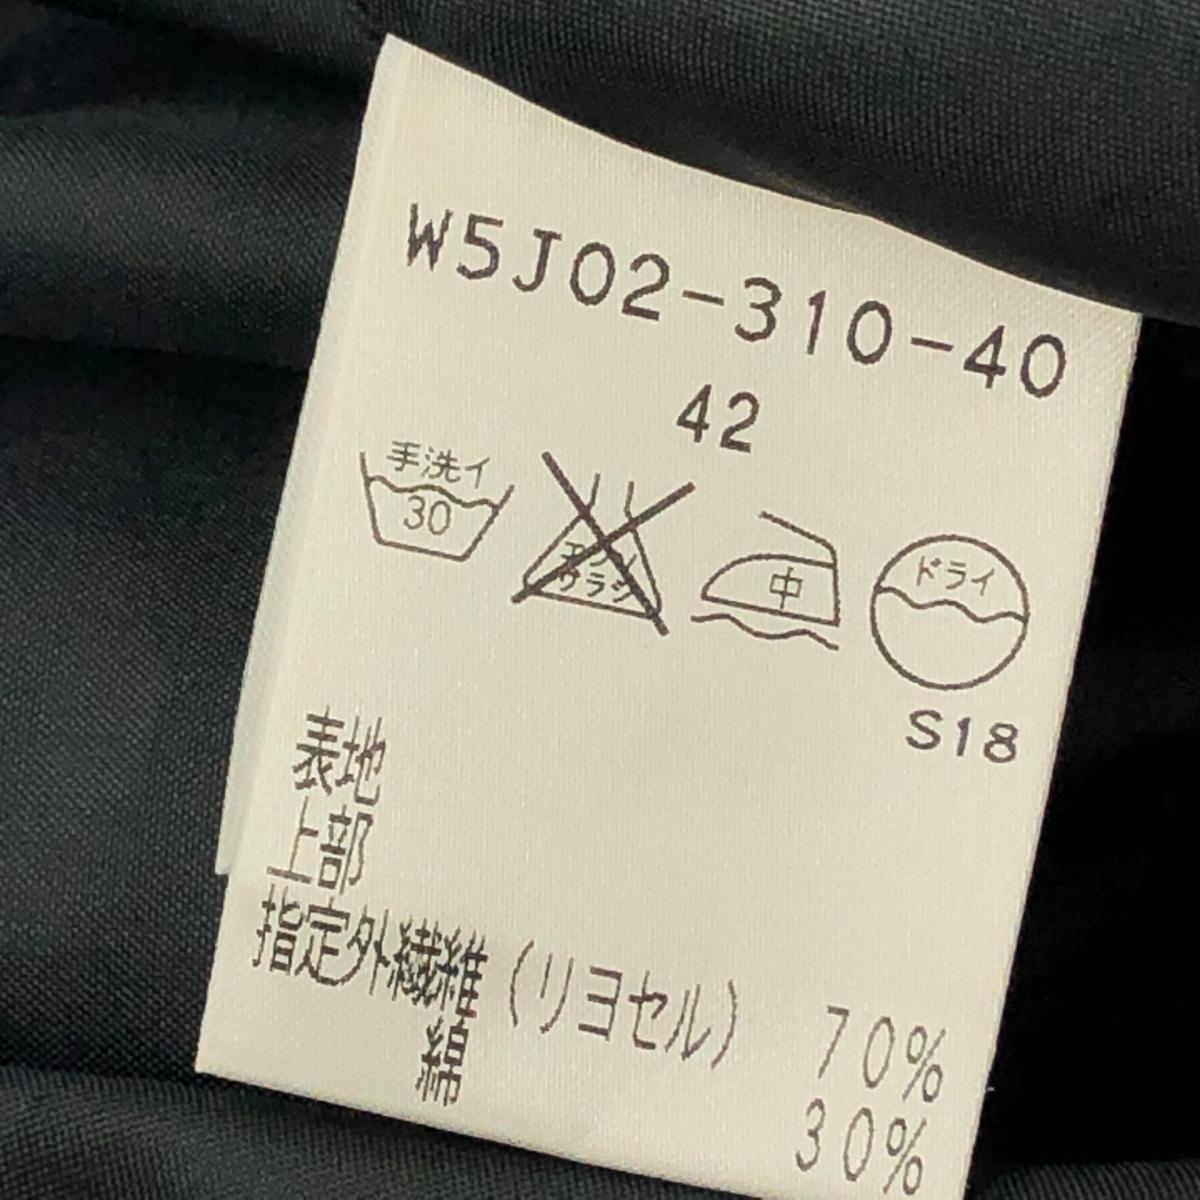 W5J02-310-40
42
手洗イ
30
エンソ
サラシ
中
ドライ
S18
表地
上部
指定外繊維(リヨセル) 70%
綿 30%